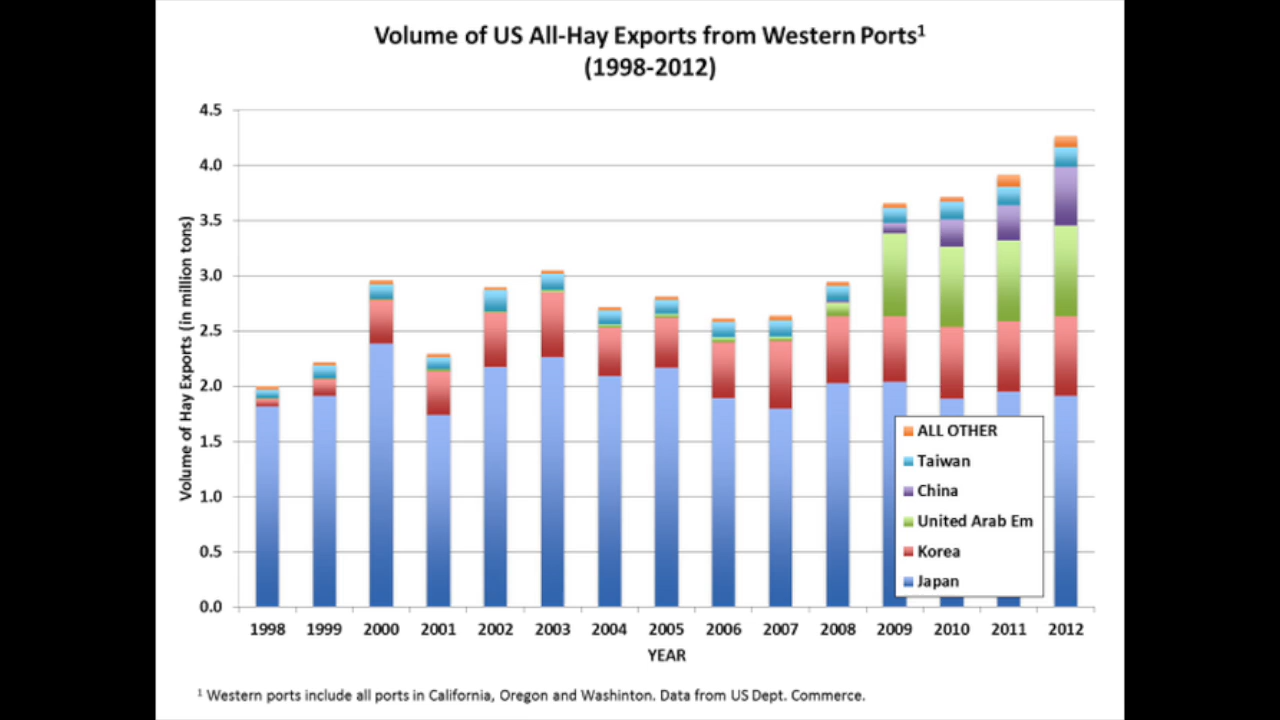 Volume of US All-Hay Exports from Western Ports¹
(1998-2012)
Volume of Hay Exports (in million tons)
4.5
4.0
3.5
3.0
2.5
2.0
1.5
1.0
0.5
0.0
ALL OTHER
Taiwan
China
United Arab Em
Korea
Japan
1998 1999 2000 2001 2002 2003 2004 2005 2006 2007 2008 2009 2010 2011 2012
YEAR
¹ Western ports include all ports in California, Oregon and Washinton. Data from US Dept. Commerce.